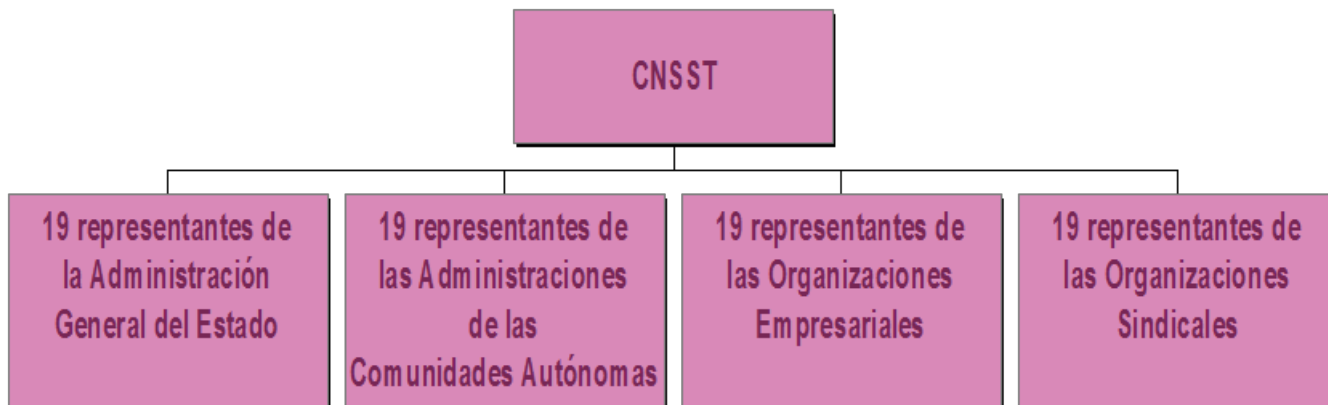 CNSST
19 representantes de
la Administración
General del Estado
19 representantes de
las Administraciones
de las
Comunidades Autónomas
19 representantes de
las Organizaciones
Empresariales
19 representantes de
las Organizaciones
Sindicales